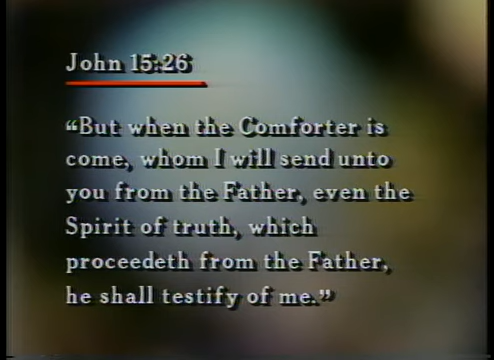 John 15:26
“But when the Comforter is
come, whom I will send unto
you from the Father, even the
Spirit of truth, which
proceedeth from the Father,
he shall testify of me.”